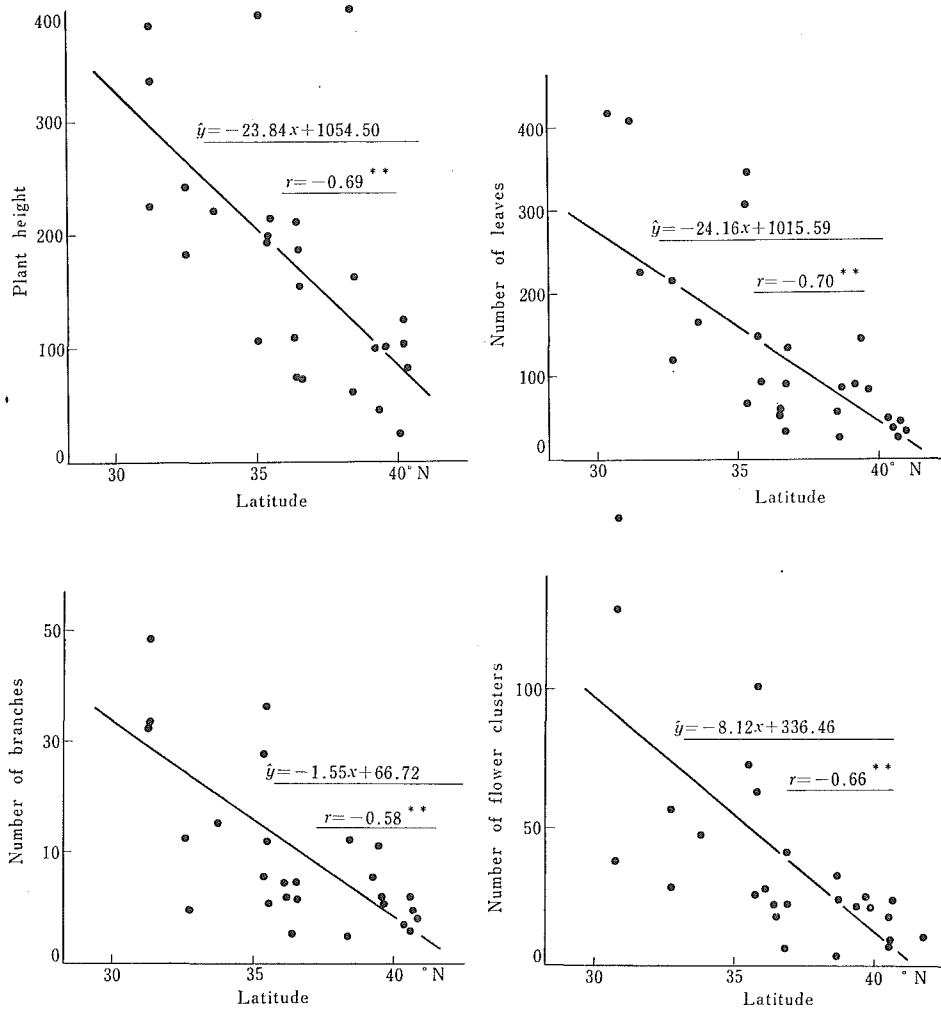 400
300
200
100
0
Plant height
ŷ=−23.84x+1054.50
r=−0.69**
30 35 40° N
Latitude
400
300
200
100
0
Number of leaves
ŷ=−24.16x+1015.59
r=−0.70**
30 35 40° N
Latitude
50
30
10
0
Number of branches
ŷ=−1.55x+66.72
r=−0.58**
30 35 40 °N
Latitude
100
50
0
Number of flower clusters
ŷ=−8.12x+336.46
r=−0.66**
30 35 40 °N
Latitude